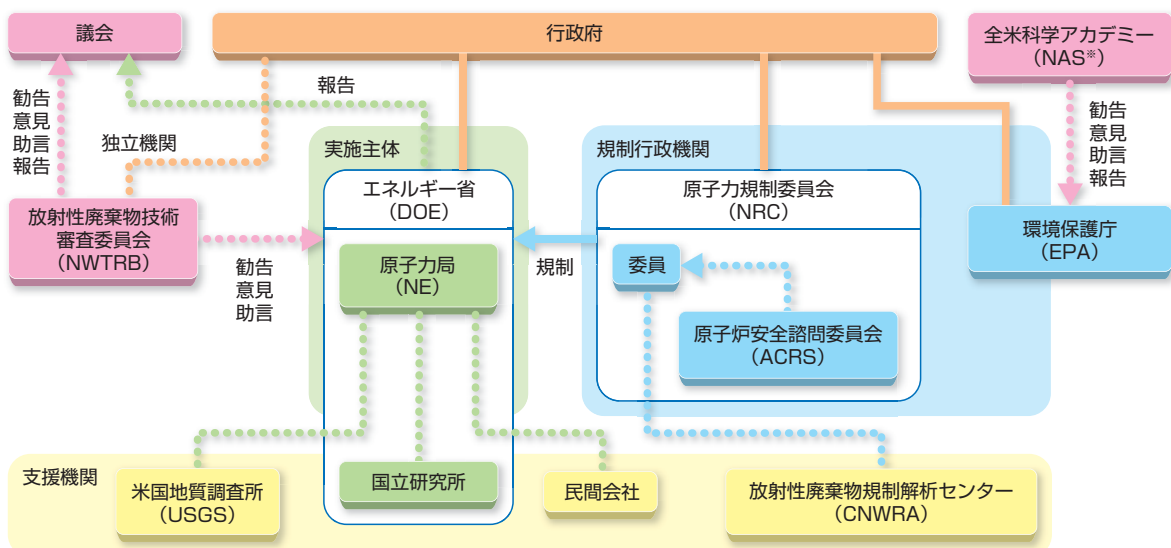 議会
行政府
全米科学アカデミー
(NAS※)
報告
勧告
意見
助言
報告
独立機関
勧告
意見
助言
報告
実施主体
規制行政機関
エネルギー省
(DOE)
原子力規制委員会
(NRC)
放射性廃棄物技術
審査委員会
(NWTRB)
環境保護庁
(EPA)
原子力局
(NE)
規制
委員
勧告
意見
助言
原子炉安全諮問委員会
(ACRS)
支援機関
米国地質調査所
(USGS)
国立研究所
民間会社
放射性廃棄物規制解析センター
(CNWRA)